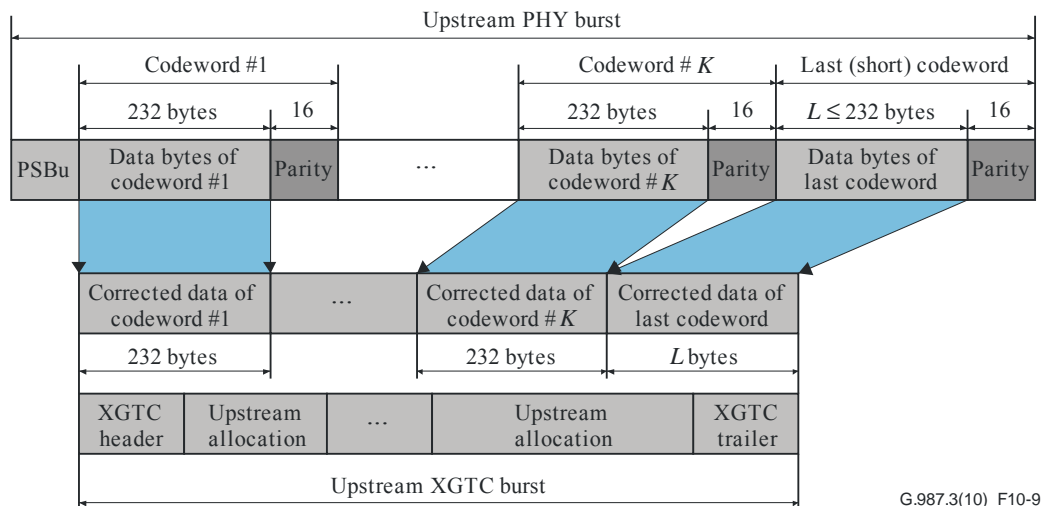 Upstream PHY burst
Codeword #1
Codeword # K
Last (short) codeword
232 bytes
16
232 bytes
16
L ≤ 232 bytes
16
PSBu
Data bytes of
codeword #1
Parity
...
Data bytes of
codeword # K
Parity
Data bytes of
last codeword
Parity
Corrected data of
codeword #1
...
Corrected data of
codeword # K
Corrected data of
last codeword
232 bytes
232 bytes
L bytes
XGTC
header
Upstream
allocation
...
Upstream
allocation
XGTC
trailer
Upstream XGTC burst
G.987.3(10)_F10-9